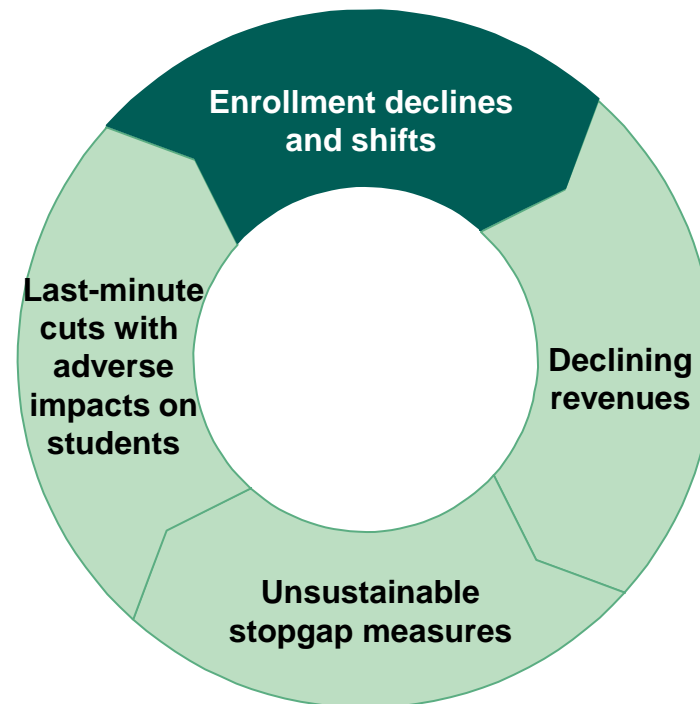 Enrollment declines
and shifts
Declining
revenues
Unsustainable
stopgap measures
Last-minute
cuts with
adverse
impacts on
students